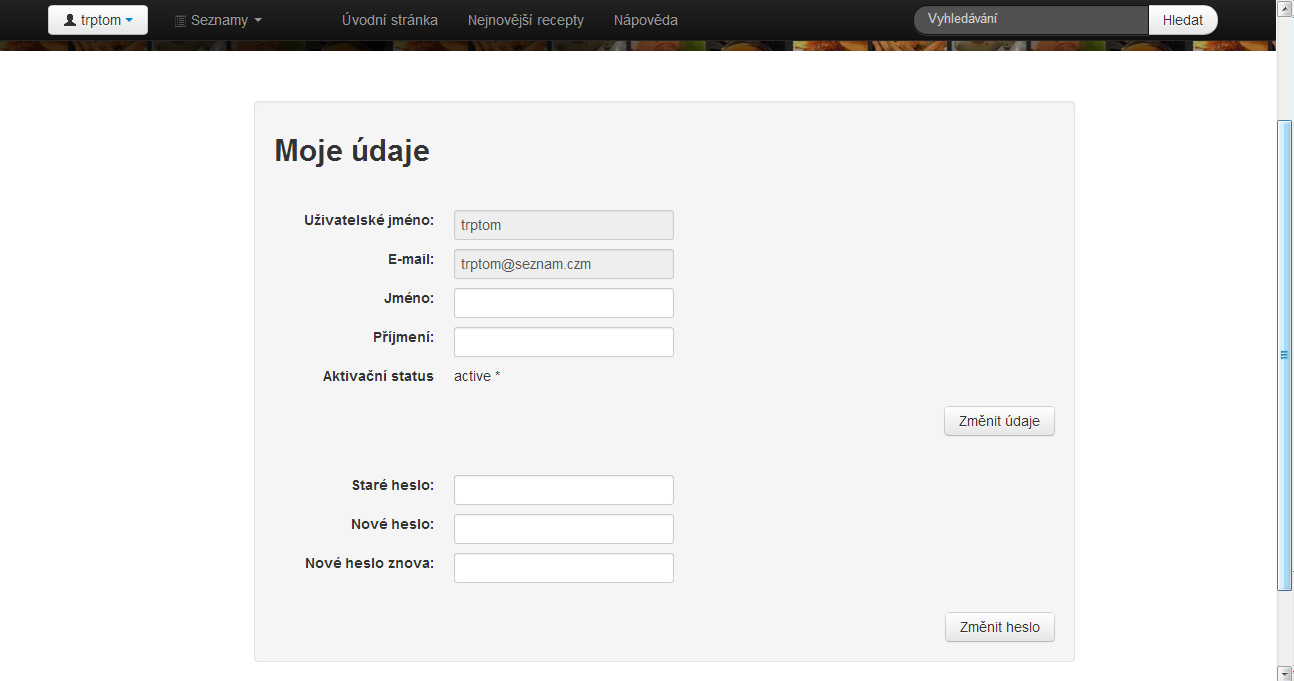 trptom Seznamy Úvodní stránka Nejnovější recepty Nápověda Vyhledávání Hledat
Moje údaje
Uživatelské jméno: trptom
E-mail: trptom@seznam.czm
Jméno:
Příjmení:
Aktivační status active *
Změnit údaje
Staré heslo:
Nové heslo:
Nové heslo znova:
Změnit heslo